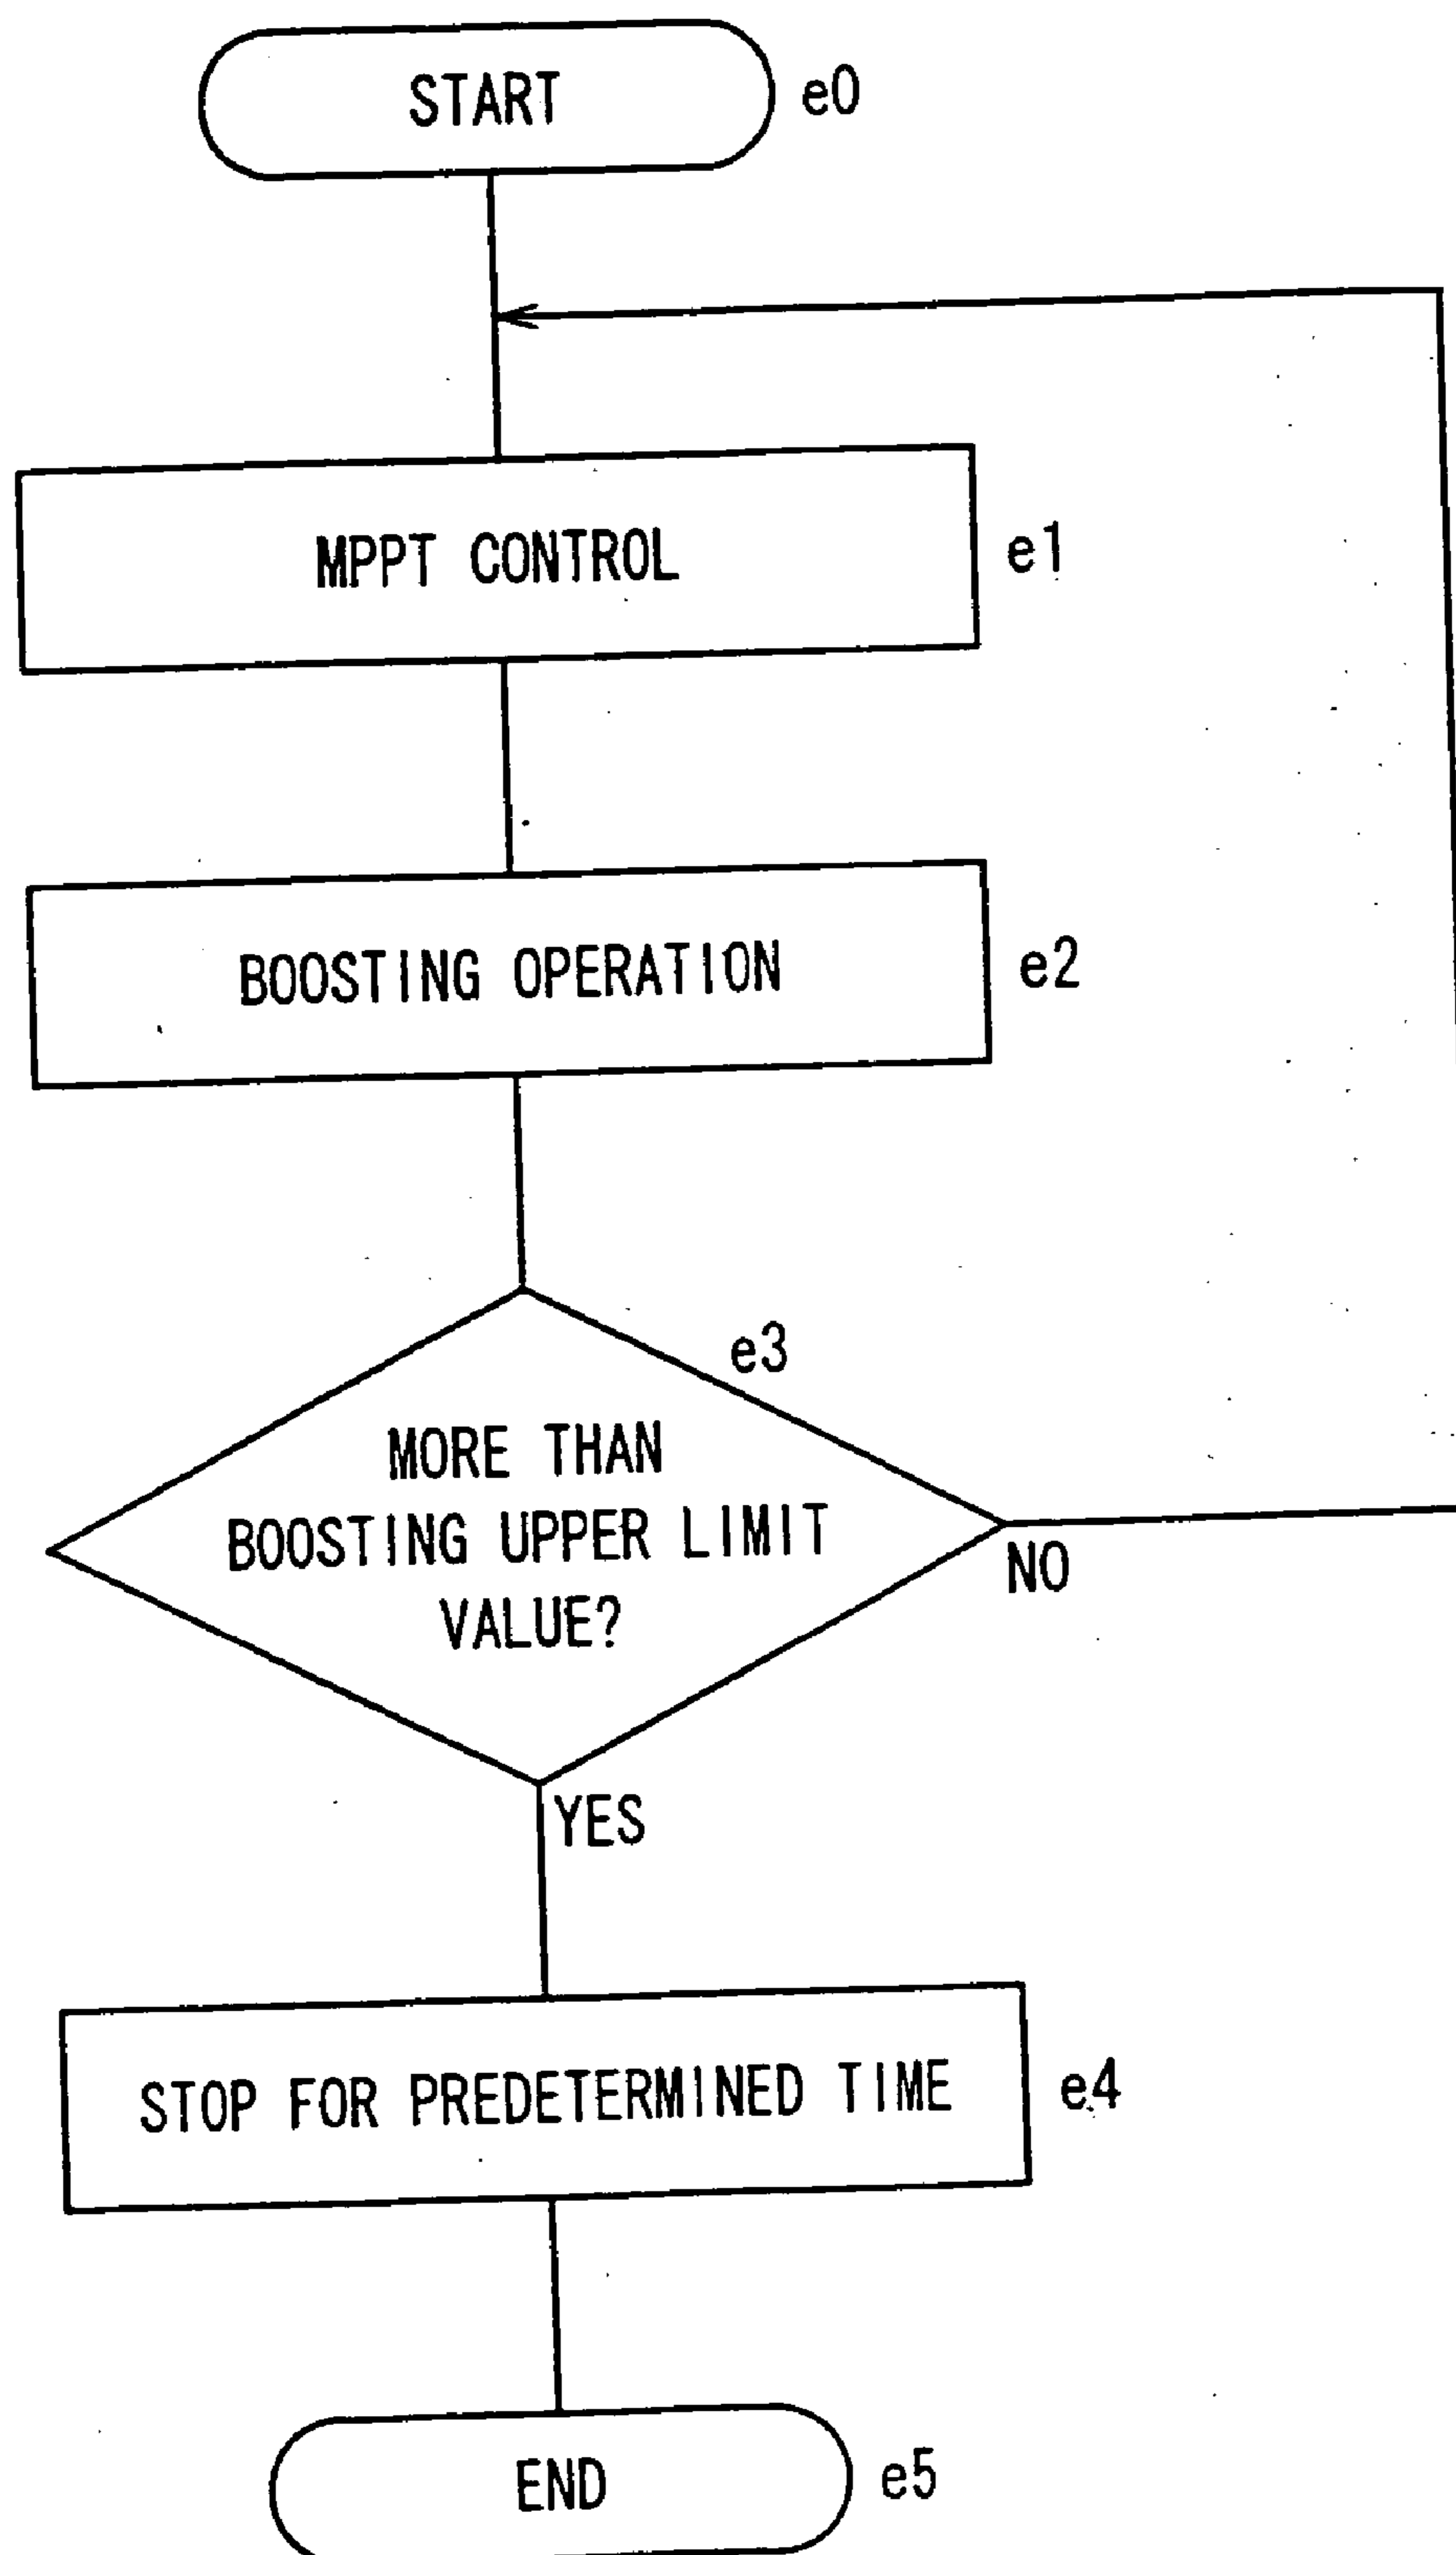 START e0
MPPT CONTROL e1
BOOSTING OPERATION e2
e3
MORE THAN
BOOSTING UPPER LIMIT
VALUE?
NO
YES
STOP FOR PREDETERMINED TIME e4
END e5